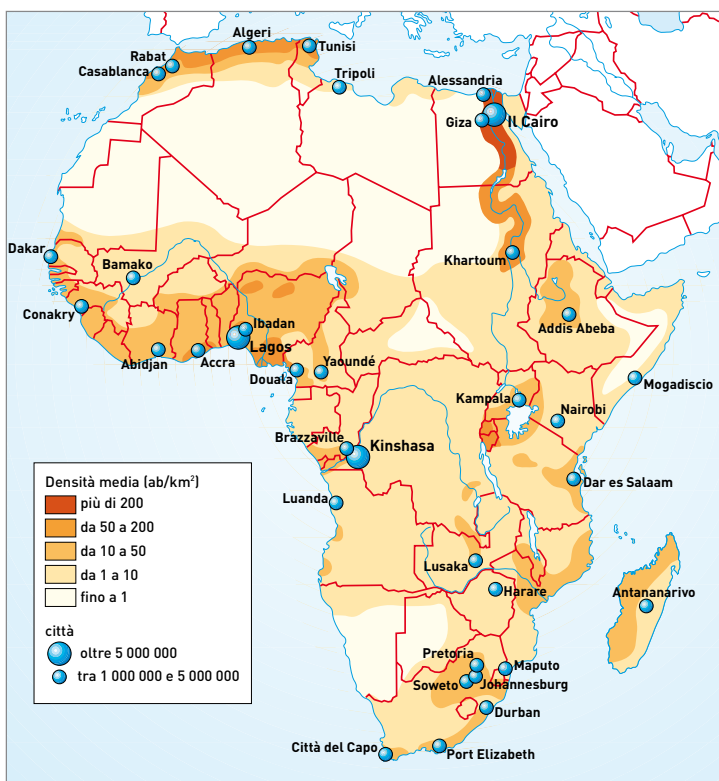 Algeri
Tunisi
Rabat
Casablanca
Tripoli
Alessandria
Giza
Il Cairo
Dakar
Bamako
Khartoum
Conakry
Ibadan
Lagos
Addis Abeba
Abidjan
Accra
Yaoundé
Douala
Mogadiscio
Kampala
Nairobi
Brazzaville
Kinshasa
Densità media (ab/km²)
più di 200
da 50 a 200
da 10 a 50
da 1 a 10
fino a 1
città
oltre 5 000 000
tra 1 000 000 e 5 000 000
Dar es Salaam
Luanda
Lusaka
Harare
Antananarivo
Pretoria
Maputo
Soweto
Johannesburg
Durban
Città del Capo
Port Elizabeth